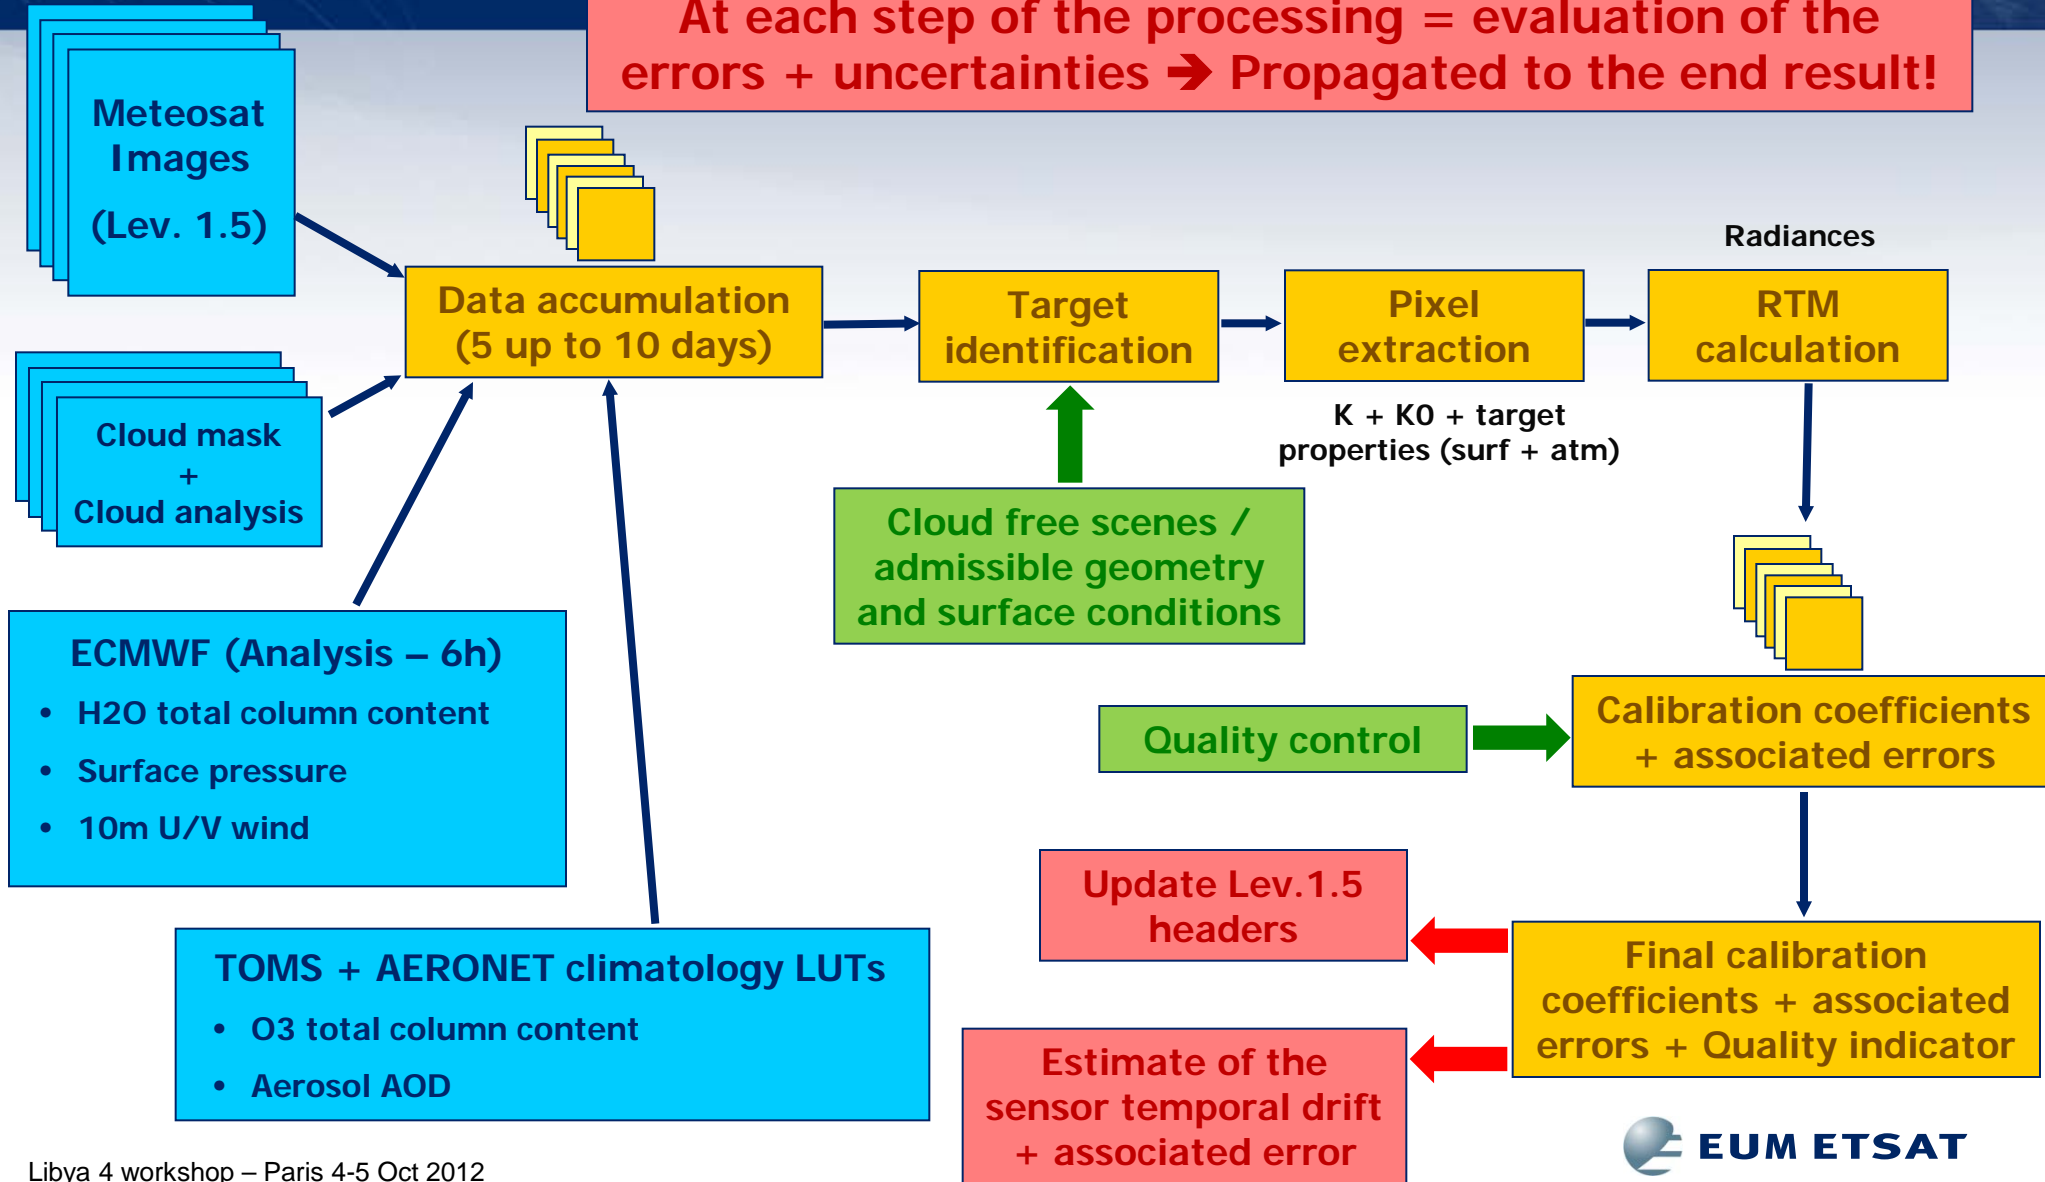 At each step of the processing = evaluation of the
errors + uncertainties ➔ Propagated to the end result!
Meteosat
Images
(Lev. 1.5)
Radiances
Data accumulation
(5 up to 10 days)
Target
identification
Pixel
extraction
RTM
calculation
K + K0 + target
properties (surf + atm)
Cloud mask
+
Cloud analysis
Cloud free scenes /
admissible geometry
and surface conditions
ECMWF (Analysis – 6h)
• H2O total column content
• Surface pressure
• 10m U/V wind
Quality control
Calibration coefficients
+ associated errors
Update Lev.1.5
headers
TOMS + AERONET climatology LUTs
• O3 total column content
• Aerosol AOD
Final calibration
coefficients + associated
errors + Quality indicator
Estimate of the
sensor temporal drift
+ associated error
EUMETSAT
Libya 4 workshop – Paris 4-5 Oct 2012